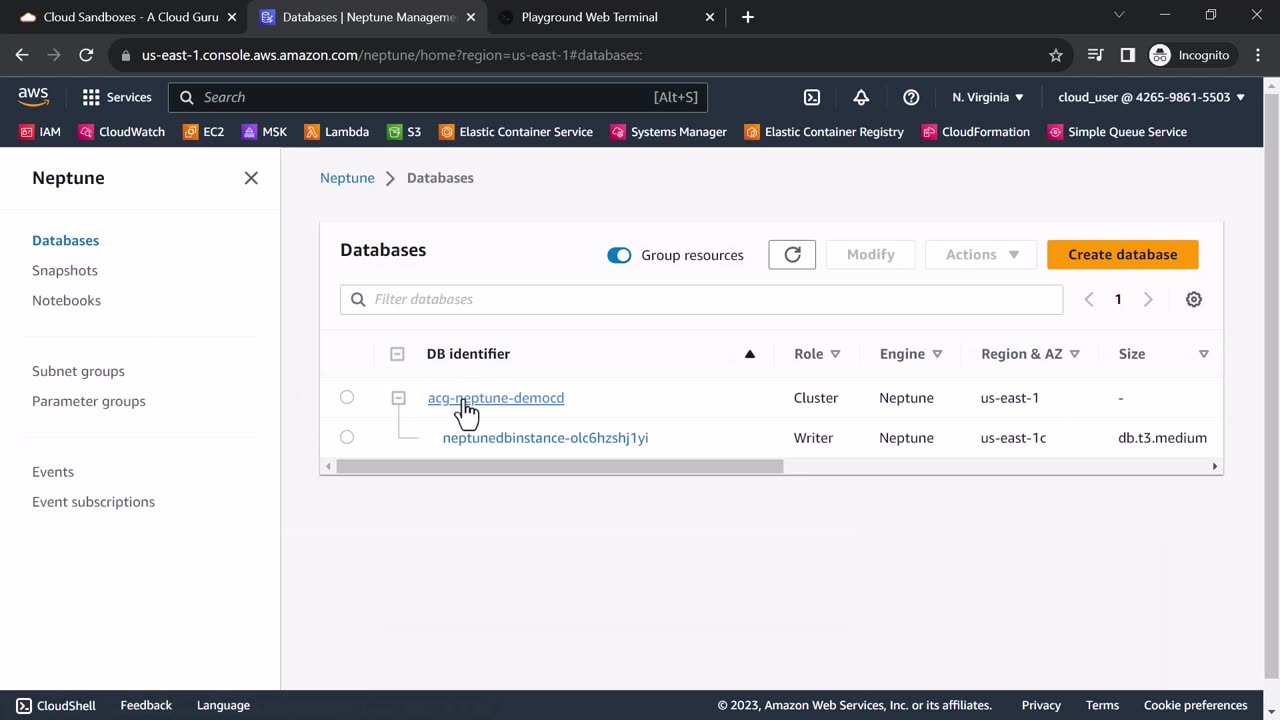 Cloud Sandboxes - A Cloud Guru
Databases | Neptune Manageme
Playground Web Terminal
us-east-1.console.aws.amazon.com/neptune/home?region=us-east-1#databases:
Incognito
aws
Services
Search
[Alt+S]
N. Virginia
cloud_user @ 4265-9861-5503
IAM
CloudWatch
EC2
MSK
Lambda
S3
Elastic Container Service
Systems Manager
Elastic Container Registry
CloudFormation
Simple Queue Service
Neptune
Databases
Snapshots
Notebooks
Subnet groups
Parameter groups
Events
Event subscriptions
Neptune > Databases
Databases
Group resources
Modify
Actions
Create database
Filter databases
1
DB identifier
Role
Engine
Region & AZ
Size
acg-neptune-democd
Cluster
Neptune
us-east-1
-
neptunedbinstance-olc6hzshj1yi
Writer
Neptune
us-east-1c
db.t3.medium
CloudShell
Feedback
Language
© 2023, Amazon Web Services, Inc. or its affiliates.
Privacy
Terms
Cookie preferences